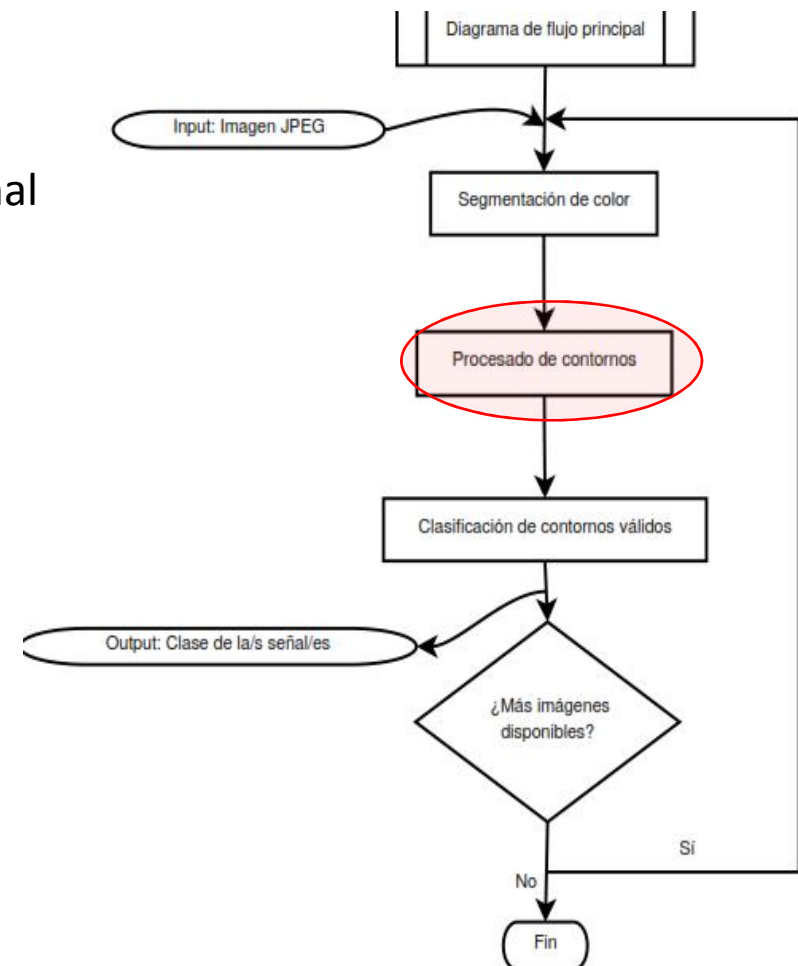 Diagrama de flujo principal
Input: Imagen JPEG
Segmentación de color
Procesado de contornos
Clasificación de contornos válidos
Output: Clase de la/s señal/es
¿Más imágenes
disponibles?
Sí
No
Fin